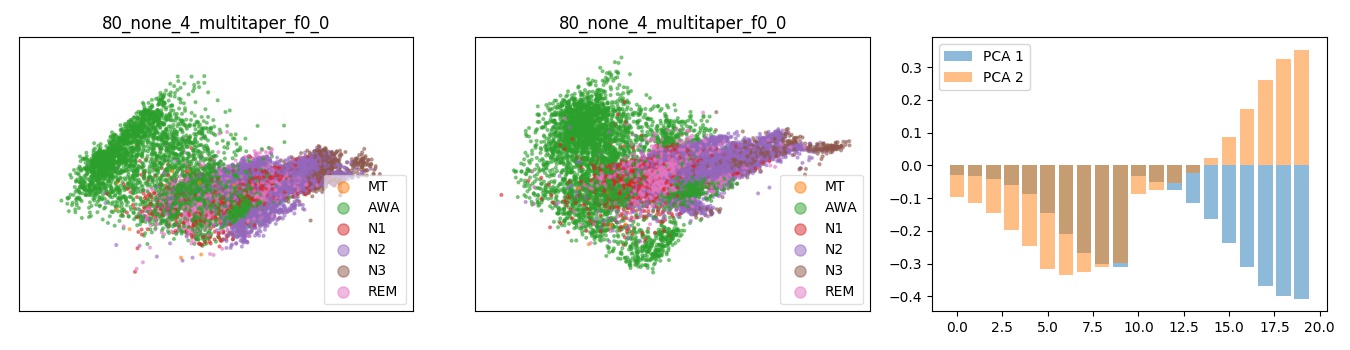 80_none_4_multitaper_f0_0
MT
AWA
N1
N2
N3
REM
80_none_4_multitaper_f0_0
MT
AWA
N1
N2
N3
REM
PCA 1
PCA 2
0.3
0.2
0.1
0.0
−0.1
−0.2
−0.3
−0.4
0.0 2.5 5.0 7.5 10.0 12.5 15.0 17.5 20.0